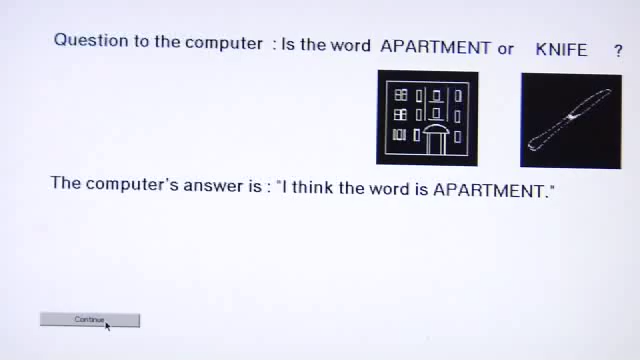 Question to the computer : Is the word APARTMENT or KNIFE ?
The computer's answer is : "I think the word is APARTMENT."
Continue